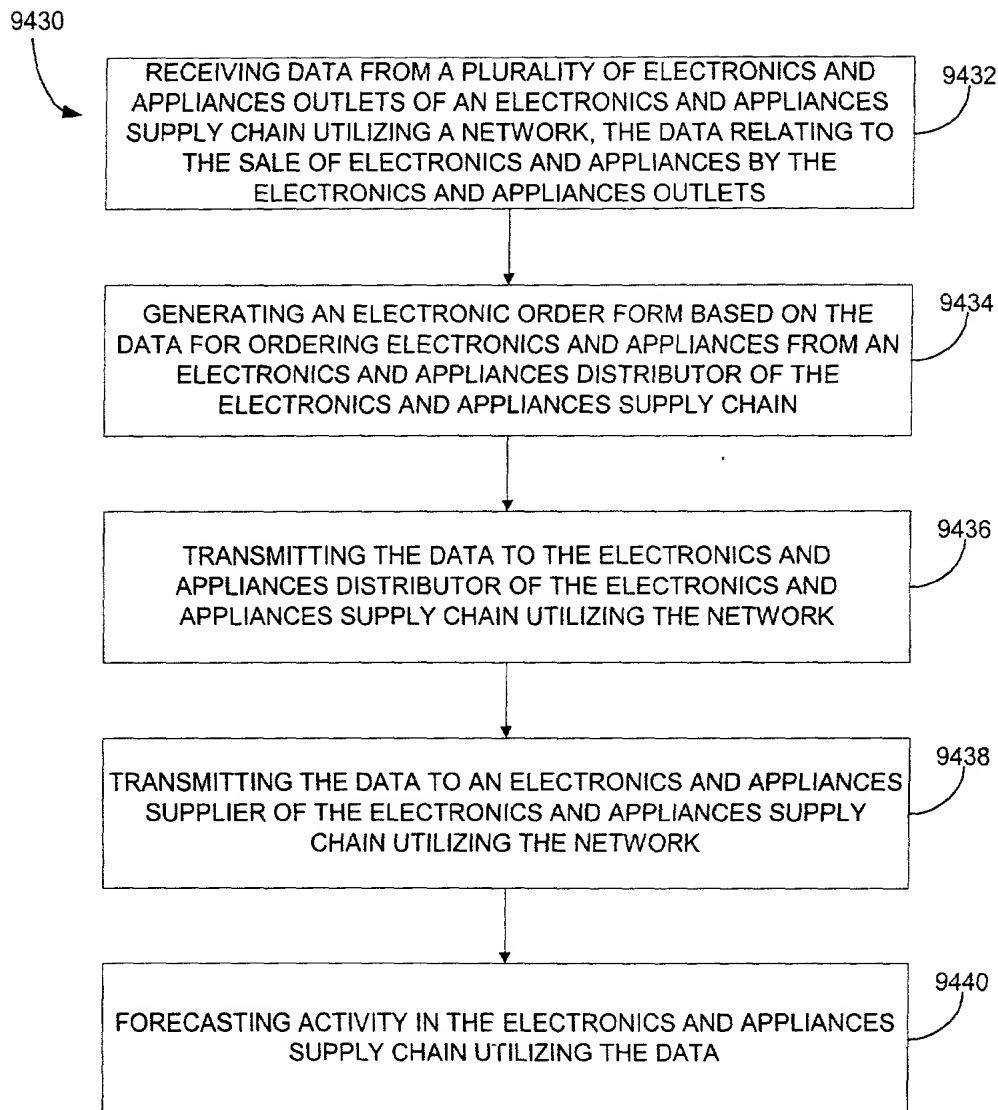 9430
RECEIVING DATA FROM A PLURALITY OF ELECTRONICS AND
APPLIANCES OUTLETS OF AN ELECTRONICS AND APPLIANCES
SUPPLY CHAIN UTILIZING A NETWORK, THE DATA RELATING TO
THE SALE OF ELECTRONICS AND APPLIANCES BY THE
ELECTRONICS AND APPLIANCES OUTLETS
9432
GENERATING AN ELECTRONIC ORDER FORM BASED ON THE
DATA FOR ORDERING ELECTRONICS AND APPLIANCES FROM AN
ELECTRONICS AND APPLIANCES DISTRIBUTOR OF THE
ELECTRONICS AND APPLIANCES SUPPLY CHAIN
9434
TRANSMITTING THE DATA TO THE ELECTRONICS AND
APPLIANCES DISTRIBUTOR OF THE ELECTRONICS AND
APPLIANCES SUPPLY CHAIN UTILIZING THE NETWORK
9436
TRANSMITTING THE DATA TO AN ELECTRONICS AND APPLIANCES
SUPPLIER OF THE ELECTRONICS AND APPLIANCES SUPPLY
CHAIN UTILIZING THE NETWORK
9438
FORECASTING ACTIVITY IN THE ELECTRONICS AND APPLIANCES
SUPPLY CHAIN UTILIZING THE DATA
9440